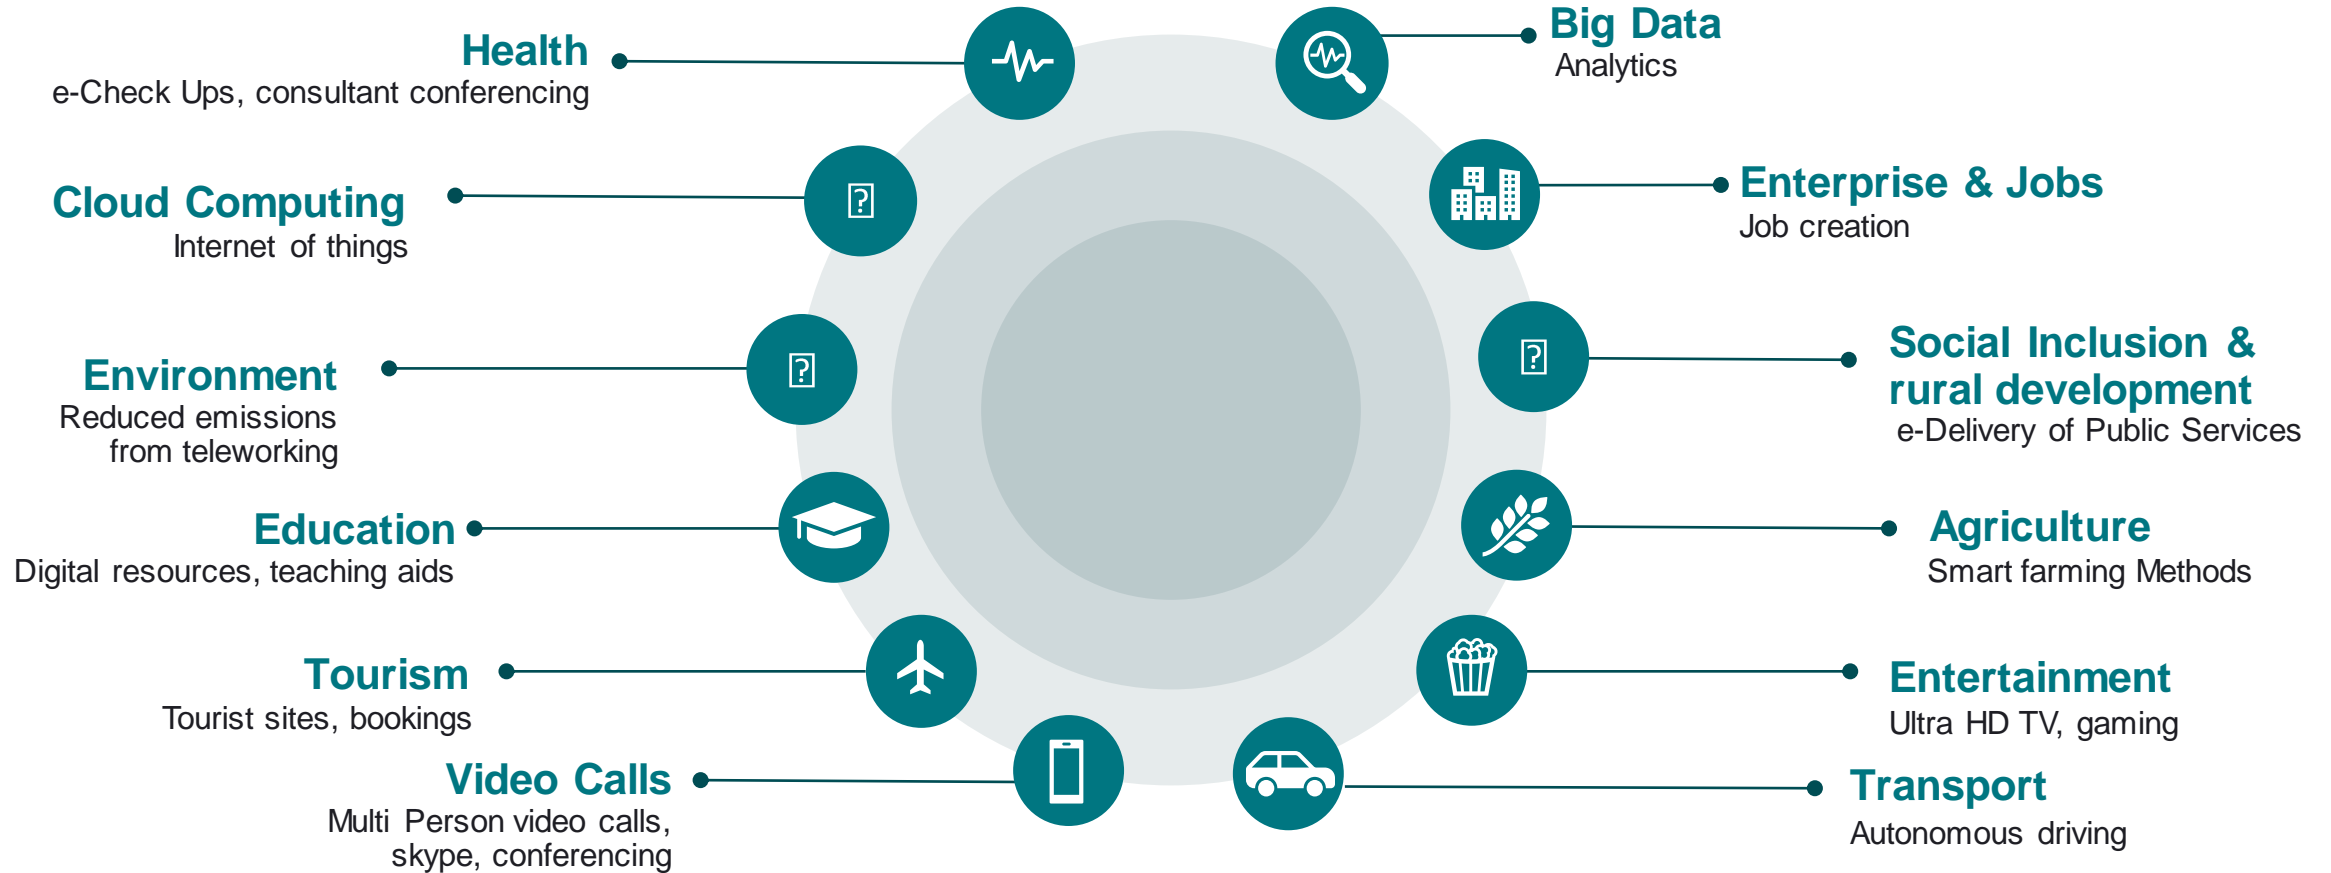 Health
e-Check Ups, consultant conferencing
Cloud Computing
Internet of things
Environment
Reduced emissions
from teleworking
Education
Digital resources, teaching aids
Tourism
Tourist sites, bookings
Video Calls
Multi Person video calls,
skype, conferencing
Big Data
Analytics
Enterprise & Jobs
Job creation
Social Inclusion &
rural development
e-Delivery of Public Services
Agriculture
Smart farming Methods
Entertainment
Ultra HD TV, gaming
Transport
Autonomous driving